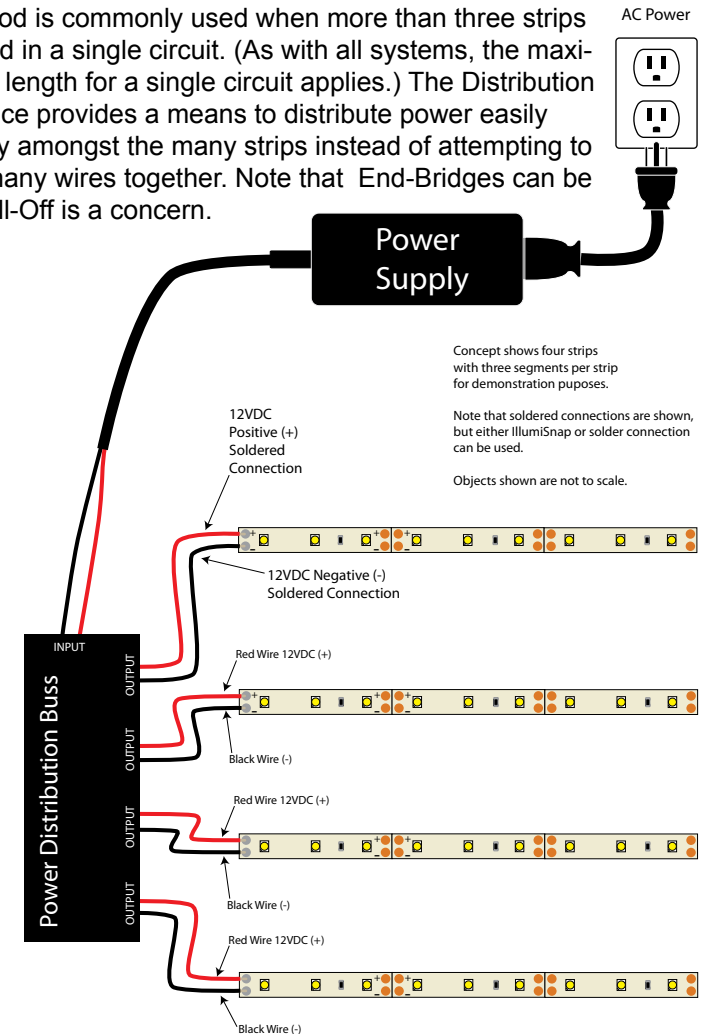 od is commonly used when more than three strips
d in a single circuit. (As with all systems, the maxi-
length for a single circuit applies.) The Distribution
ce provides a means to distribute power easily
y amongst the many strips instead of attempting to
many wires together. Note that  End-Bridges can be
ll-Off is a concern.
AC Power
Power
Supply
Concept shows four strips
with three segments per strip
for demonstration puposes.
Note that soldered connections are shown,
but either IllumiSnap or solder connection
can be used.
Objects shown are not to scale.
12VDC
Positive (+)
Soldered
Connection
12VDC Negative (-)
Soldered Connection
INPUT
Power Distribution Buss
OUTPUT
OUTPUT
OUTPUT
OUTPUT
Red Wire 12VDC (+)
Black Wire (-)
Red Wire 12VDC (+)
Black Wire (-)
Red Wire 12VDC (+)
Black Wire (-)